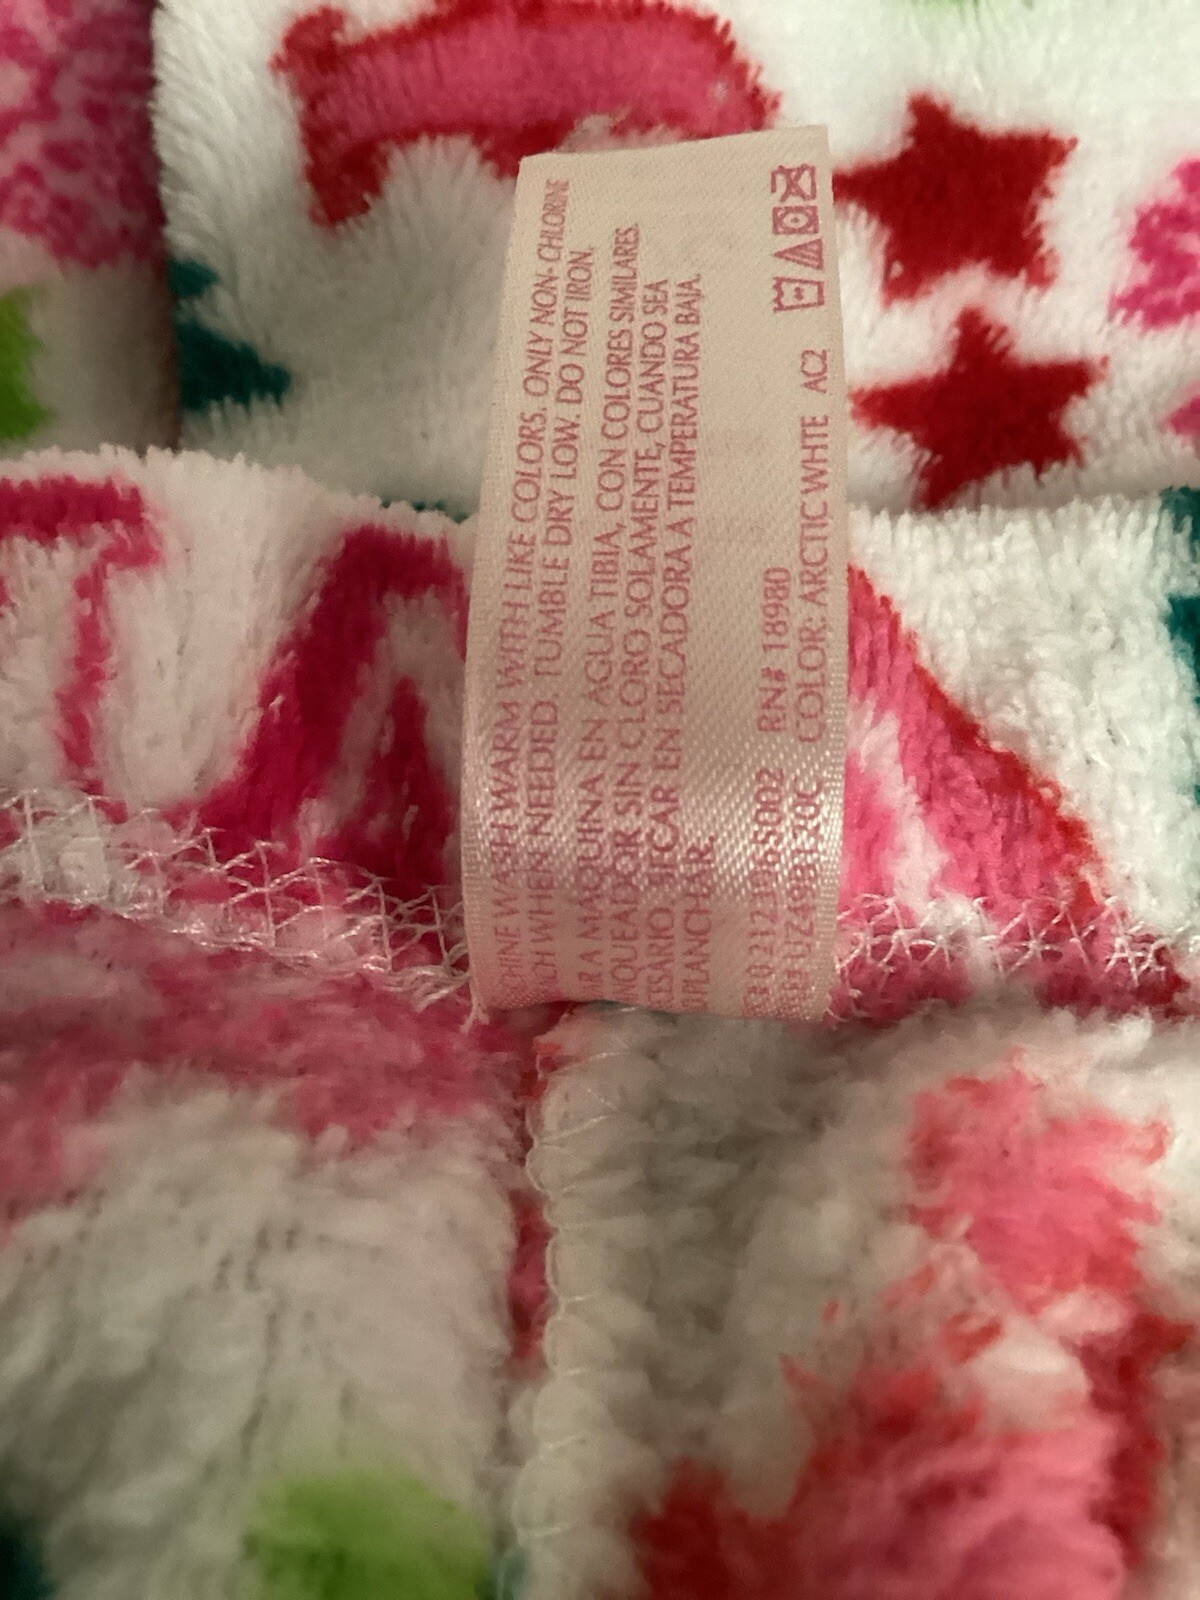 WASH WARM WITH LIKE COLORS. ONLY NON-CHLORINE
WHEN NEEDED. TUMBLE DRY LOW. DO NOT IRON.
MÁQUINA EN AGUA TIBIA, CON COLORES SIMILARES.
SIN CLORO SOLAMENTE, CUANDO SEA
SECAR EN SECADORA A TEMPERATURA BAJA.
PLANCHAR.
RN# 18980
COLOR: ARCTIC WHTE AC2